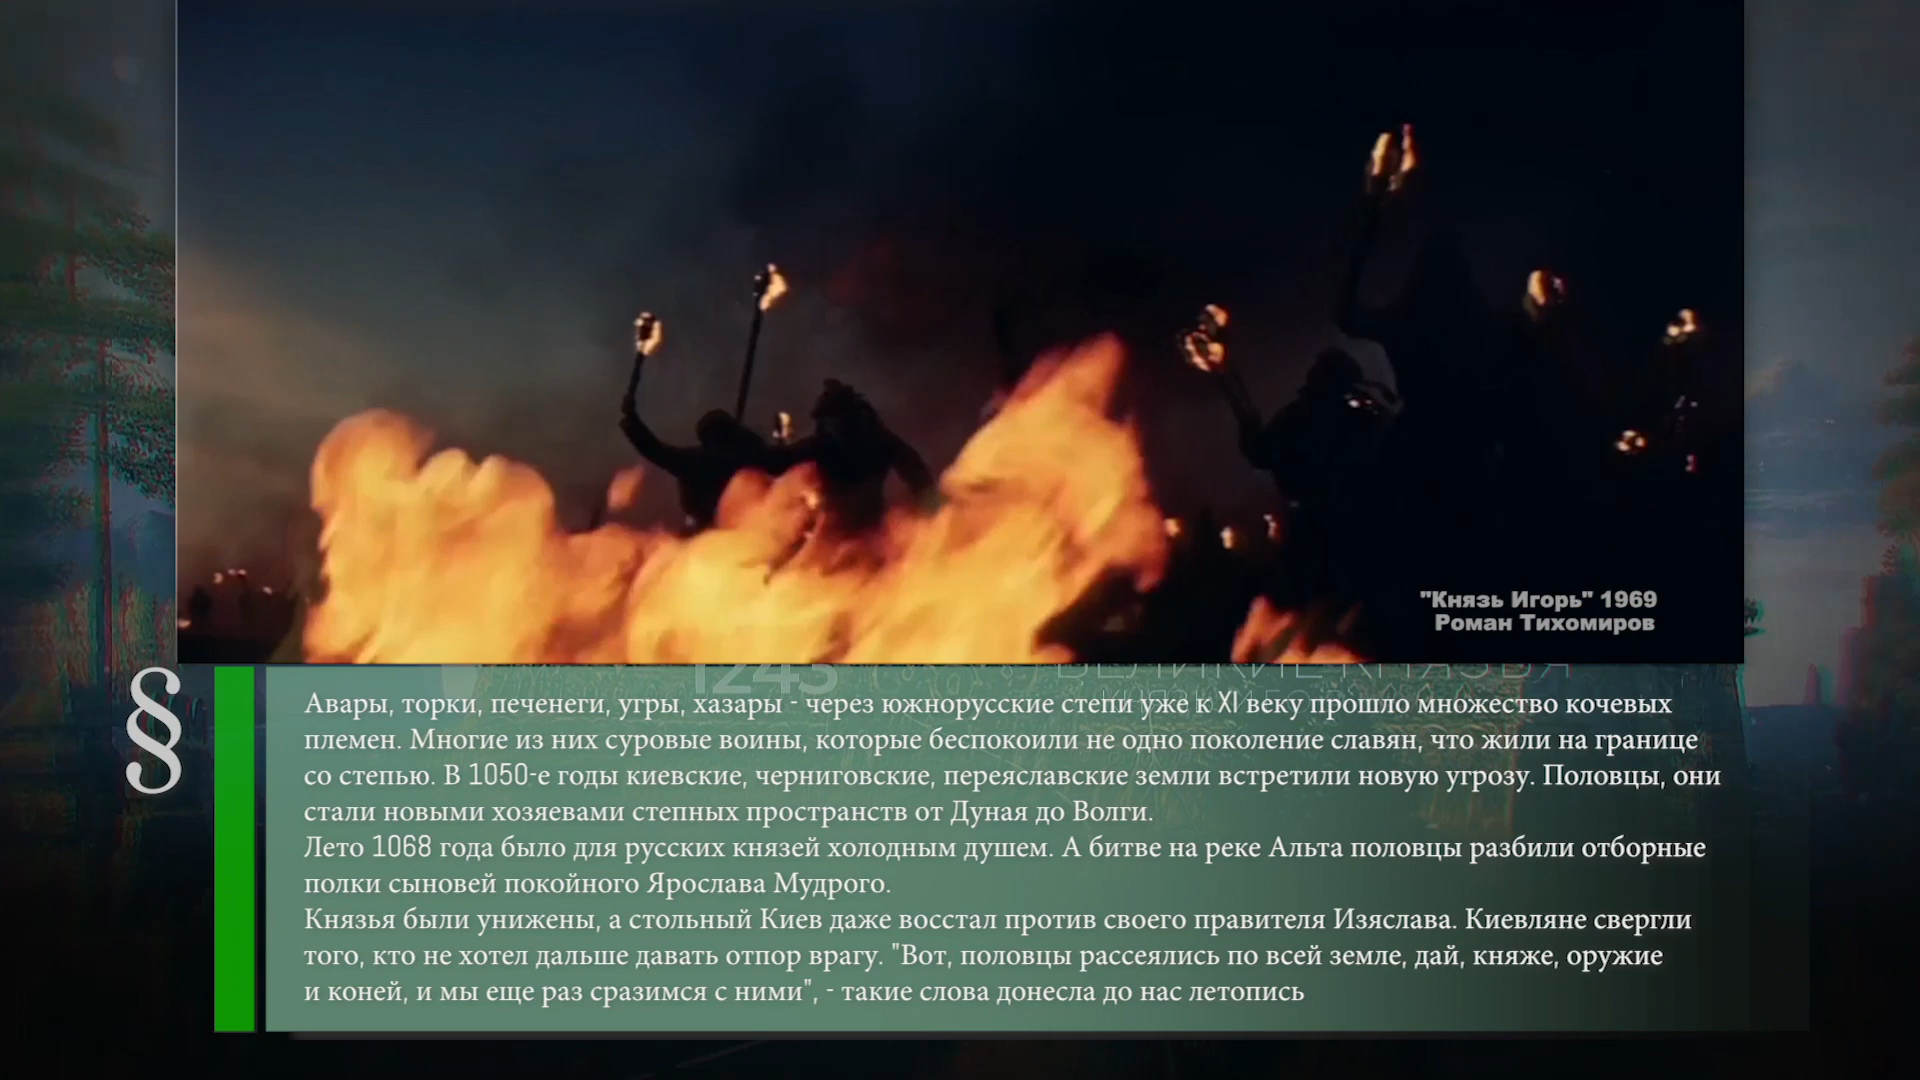 "Князь Игорь" 1969
Роман Тихомиров
1243
ВЕЛИКИЕ КНЯЗЬЯ
§
Авары, торки, печенеги, угры, хазары - через южнорусские степи уже к XI веку прошло множество кочевых
племен. Многие из них суровые воины, которые беспокоили не одно поколение славян, что жили на границе
со степью. В 1050-е годы киевские, черниговские, переяславские земли встретили новую угрозу. Половцы, они
стали новыми хозяевами степных пространств от Дуная до Волги.
Лето 1068 года было для русских князей холодным душем. А битве на реке Альта половцы разбили отборные
полки сыновей покойного Ярослава Мудрого.
Князья были унижены, а стольный Киев даже восстал против своего правителя Изяслава. Киевляне свергли
того, кто не хотел дальше давать отпор врагу. "Вот, половцы рассеялись по всей земле, дай, княже, оружие
и коней, и мы еще раз сразимся с ними", - такие слова донесла до нас летопись